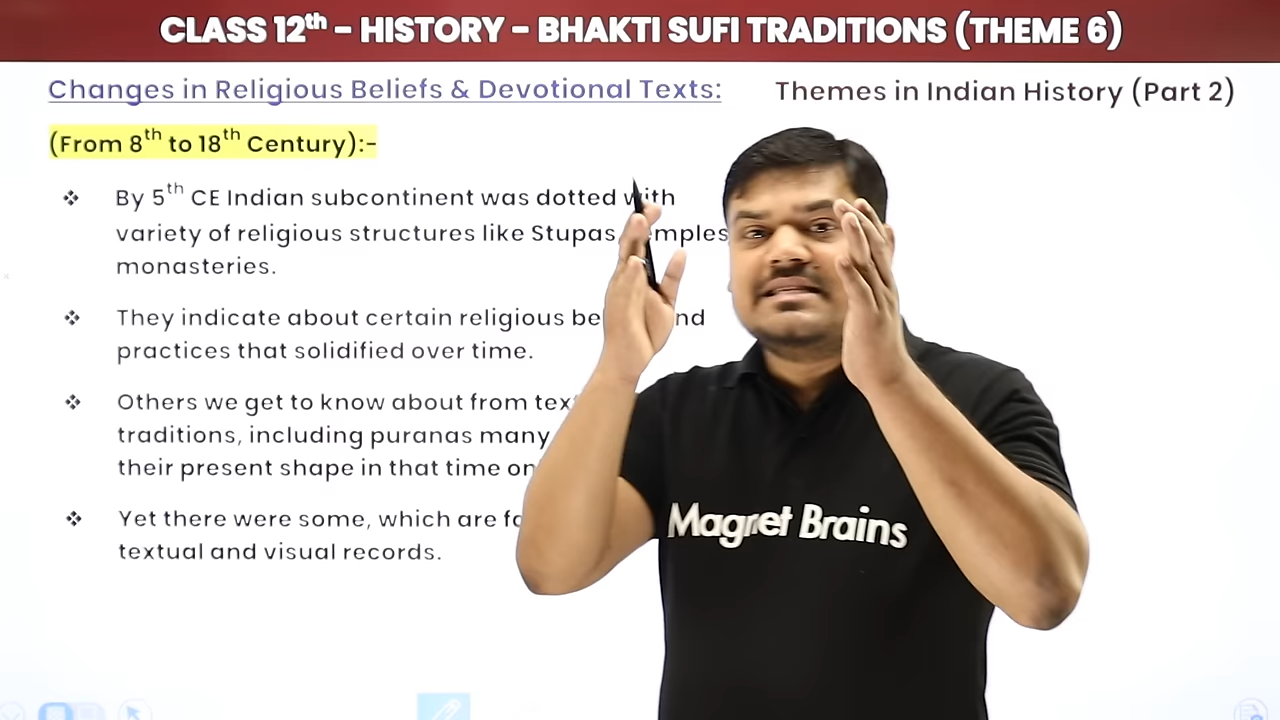 CLASS 12th - HISTORY - BHAKTI SUFI TRADITIONS (THEME 6)
Changes in Religious Beliefs & Devotional Texts:
Themes in Indian History (Part 2)
(From 8th to 18th Century):-
❖ By 5th CE Indian subcontinent was dotted with
variety of religious structures like Stupas,
monasteries.
❖ They indicate about certain religious
practices that solidified over time.
❖ Others we get to know about from
traditions, including puranas many
their present shape in that time
❖ Yet there were some, which are
textual and visual records.
Magnet Brains